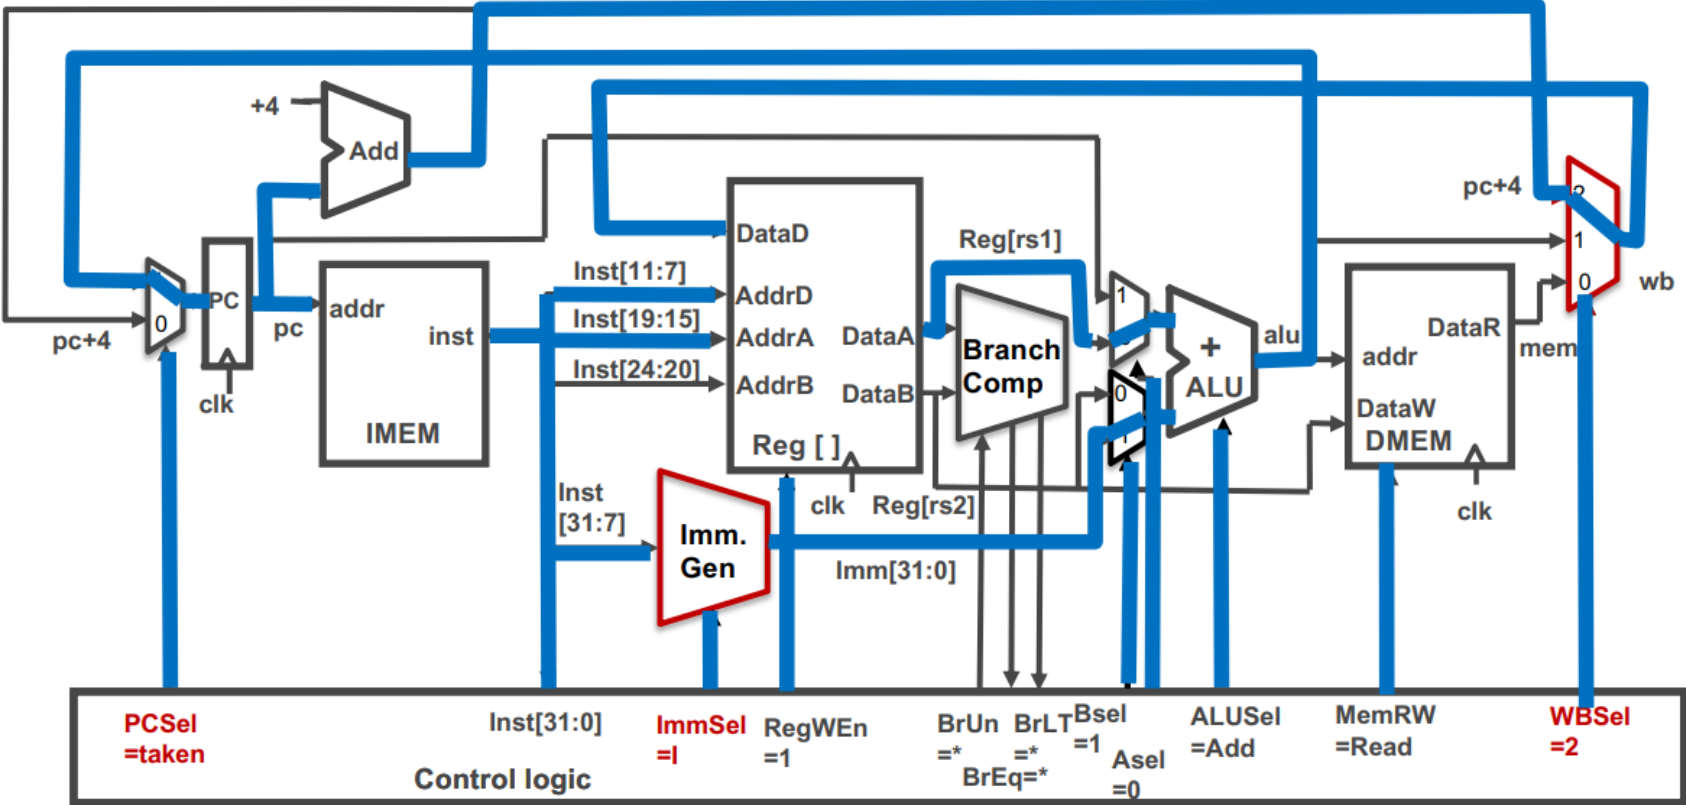 +4
Add
pc+4
2
1
0
wb
DataD
Reg[rs1]
Inst[11:7]
AddrD
1
PC
addr
pc
Inst[19:15]
AddrA
DataA
+
alu
DataR
mem
0
pc+4
inst
Inst[24:20]
AddrB
DataB
Branch
Comp
0
ALU
addr
DataW
DMEM
clk
IMEM
Reg [ ]
1
Inst
[31:7]
clk
Reg[rs2]
clk
Imm.
Gen
Imm[31:0]
PCSel
=taken
Inst[31:0]
ImmSel
=I
RegWEn
=1
BrUn
=*
BrLT
=*
BrEq=*
Bsel
=1
Asel
=0
ALUSel
=Add
MemRW
=Read
WBSel
=2
Control logic